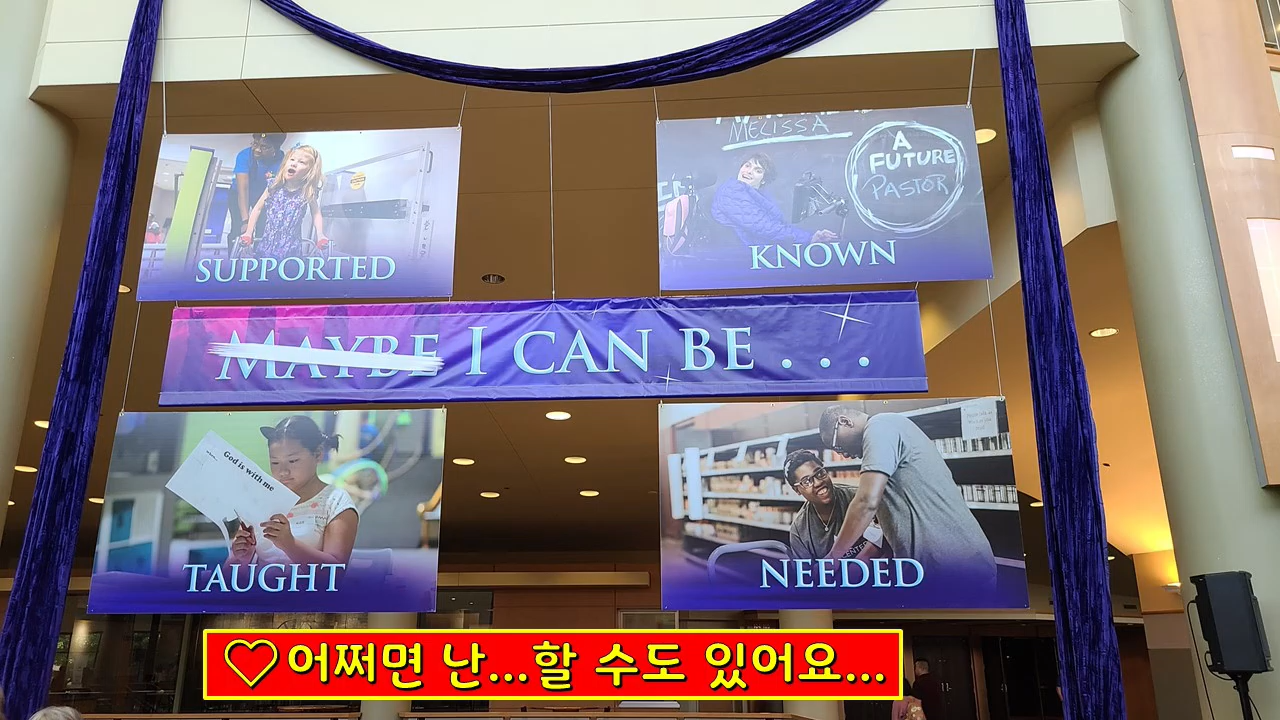 MELISSA
A
FUTURE
PASTOR
SUPPORTED
KNOWN
MAYBE I CAN BE . . .
God is with me
TAUGHT
NEEDED
♡어쩌면 난...할 수도 있어요...